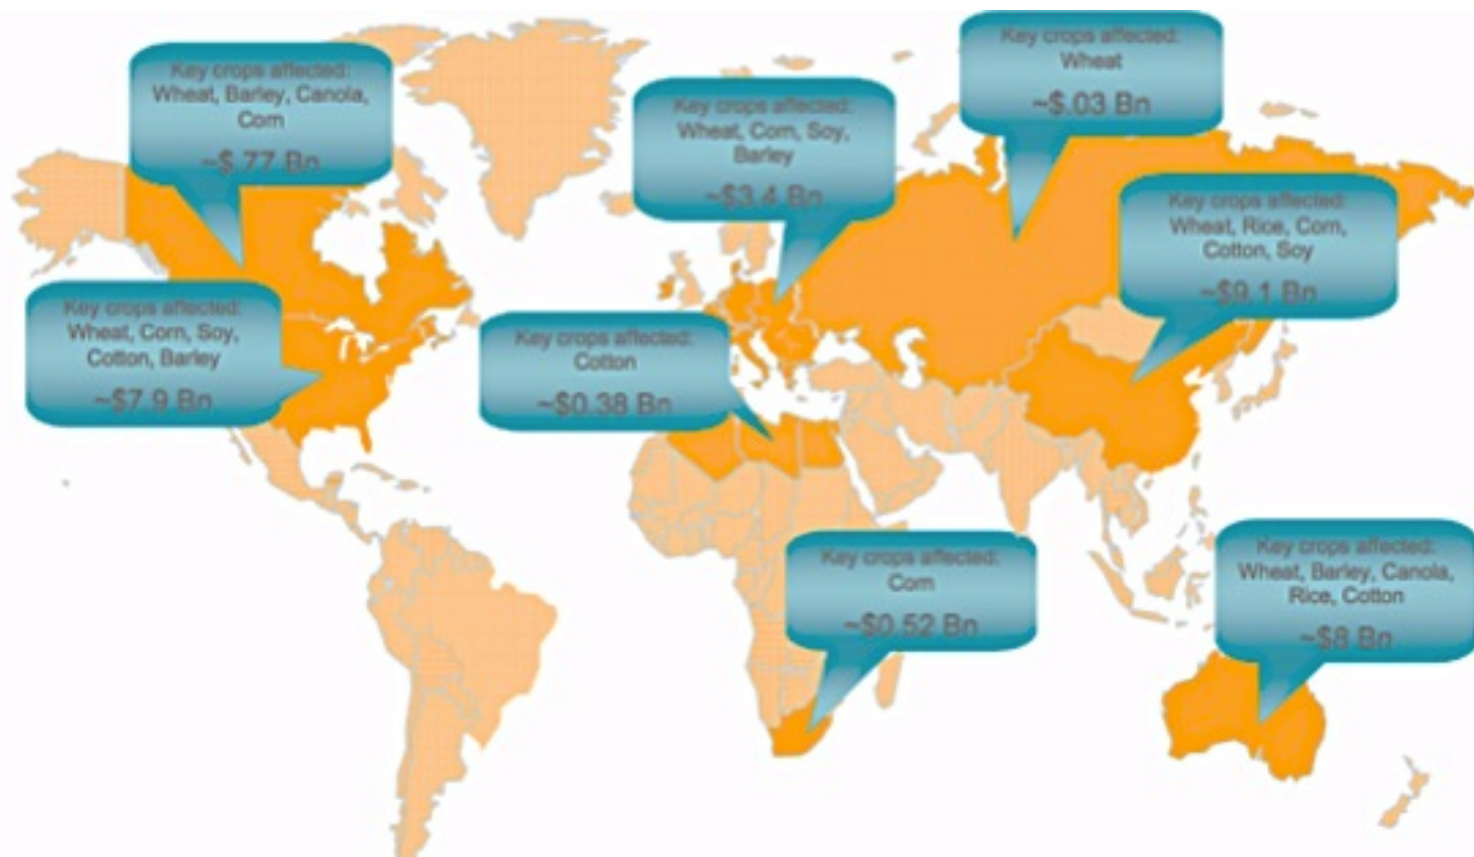 Key crops affected:
Wheat, Barley, Canola,
Corn
~$.77 Bn
Key crops affected:
Wheat, Corn, Soy,
Barley
~$3.4 Bn
Key crops affected:
Wheat
~$.03 Bn
Key crops affected:
Wheat, Rice, Corn,
Cotton, Soy
~$9.1 Bn
Key crops affected:
Wheat, Corn, Soy,
Cotton, Barley
~$7.9 Bn
Key crops affected:
Cotton
~$0.38 Bn
Key crops affected:
Corn
~$0.52 Bn
Key crops affected:
Wheat, Barley, Canola,
Rice, Cotton
~$8 Bn